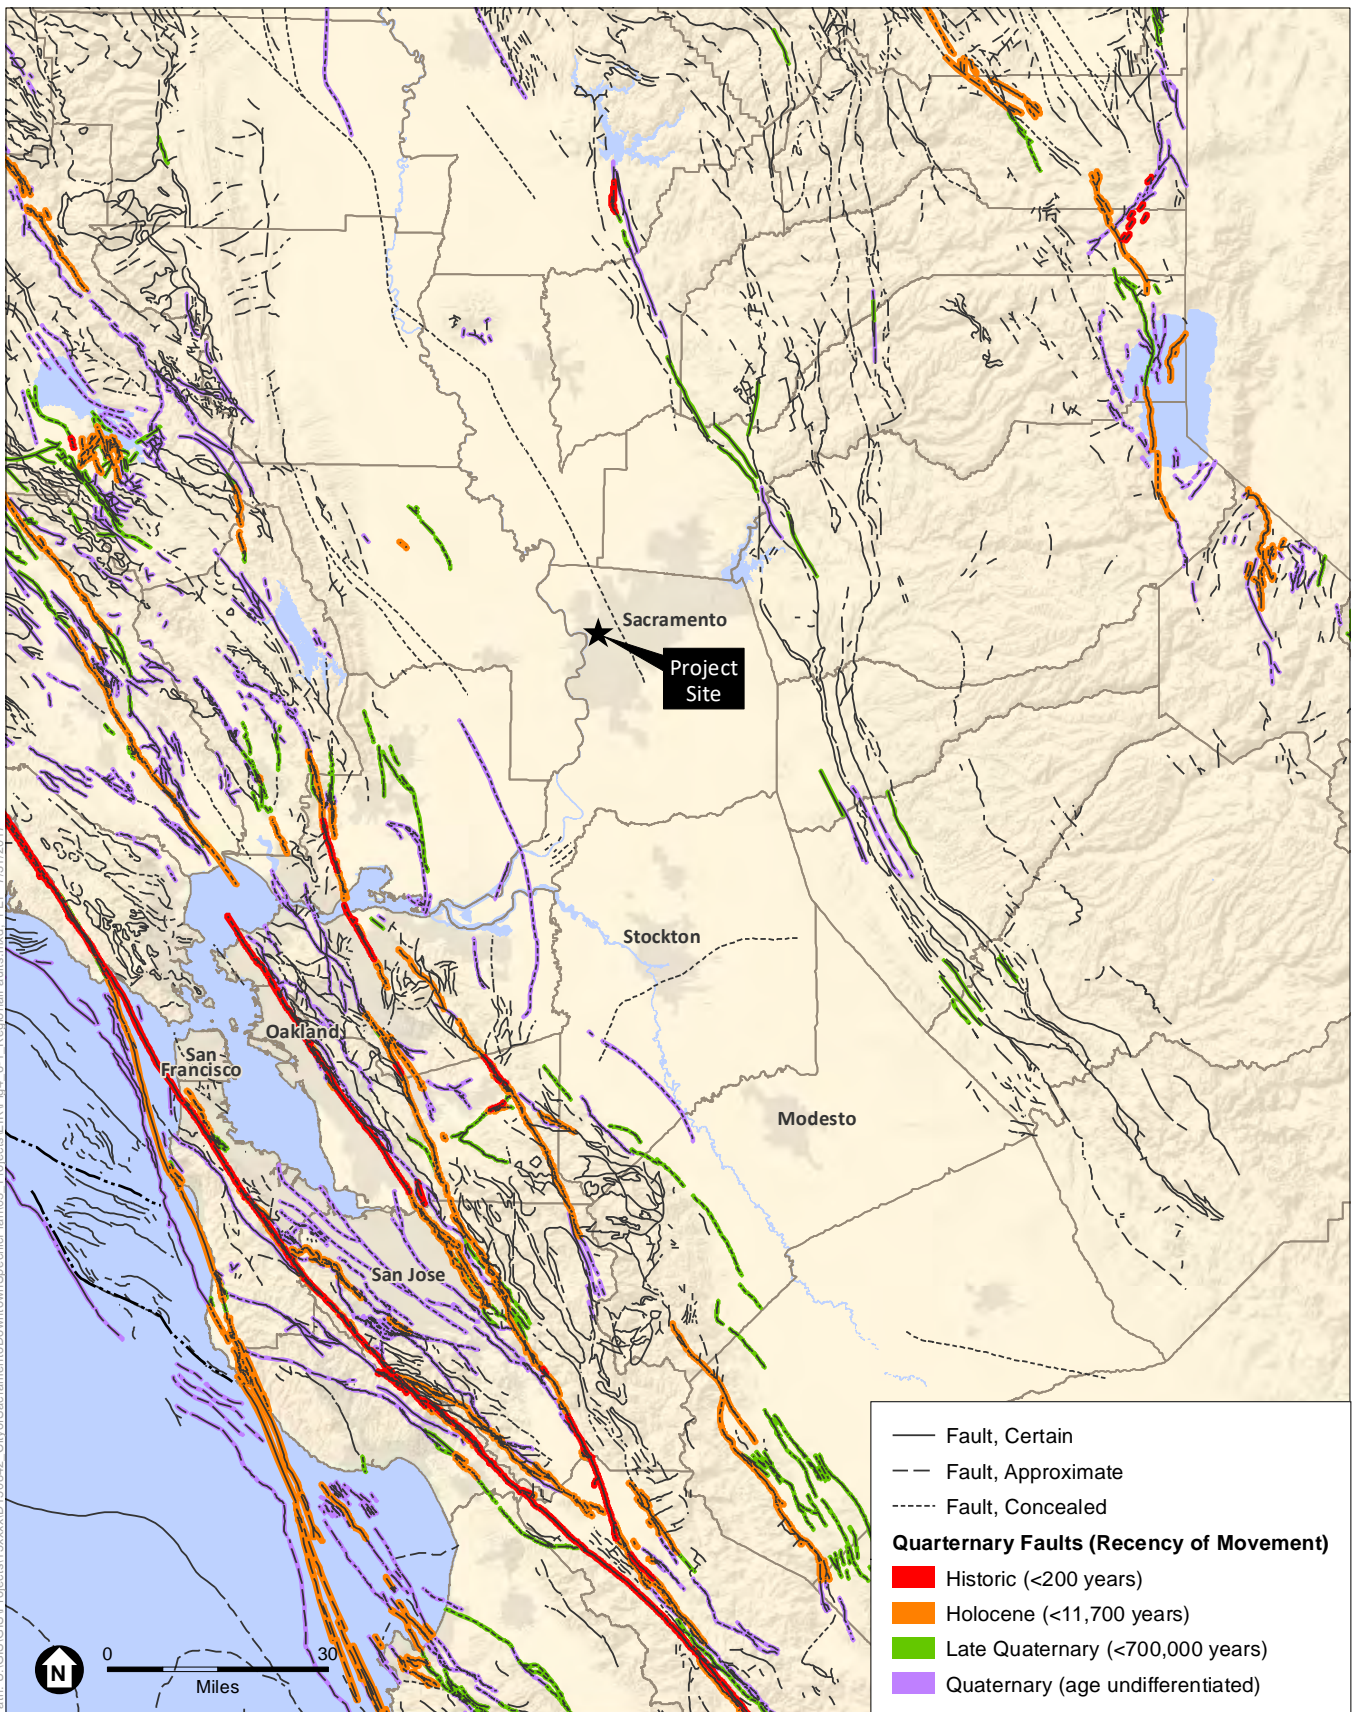 Sacramento
Project
Site
Stockton
Oakland
San
Francisco
Modesto
San Jose
Fault, Certain
Fault, Approximate
Fault, Concealed
Quarternary Faults (Recency of Movement)
Historic (<200 years)
Holocene (<11,700 years)
Late Quaternary (<700,000 years)
Quaternary (age undifferentiated)
N
0
30
Miles